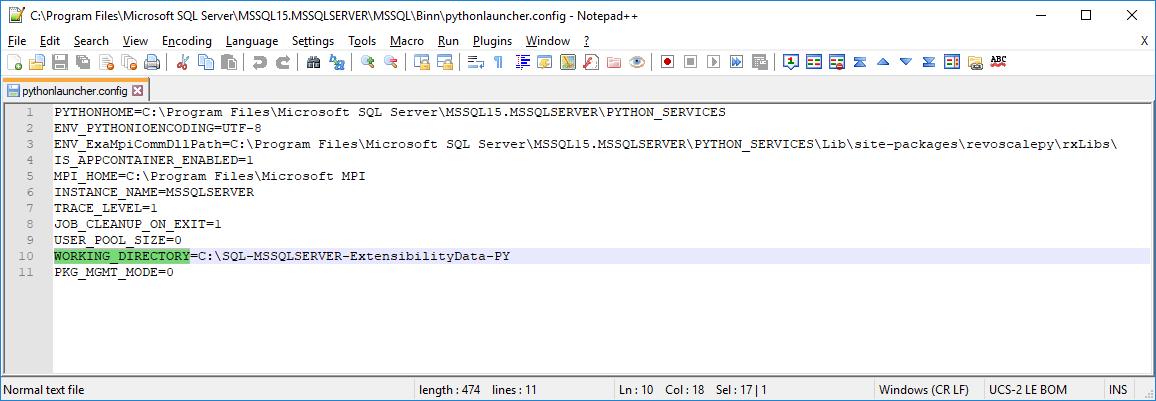 C:\Program Files\Microsoft SQL Server\MSSQL15.MSSQLSERVER\MSSQL\Binn\pythonlauncher.config - Notepad++
File Edit Search View Encoding Language Settings Tools Macro Run Plugins Window ? X
pythonlauncher.config
1 PYTHONHOME=C:\Program Files\Microsoft SQL Server\MSSQL15.MSSQLSERVER\PYTHON_SERVICES
2 ENV_PYTHONIOENCODING=UTF-8
3 ENV_ExaMpiCommDllPath=C:\Program Files\Microsoft SQL Server\MSSQL15.MSSQLSERVER\PYTHON_SERVICES\Lib\site-packages\revoscalepy\rxLibs\
4 IS_APPCONTAINER_ENABLED=1
5 MPI_HOME=C:\Program Files\Microsoft MPI
6 INSTANCE_NAME=MSSQLSERVER
7 TRACE_LEVEL=1
8 JOB_CLEANUP_ON_EXIT=1
9 USER_POOL_SIZE=0
10 WORKING_DIRECTORY=C:\SQL-MSSQLSERVER-ExtensibilityData-PY
11 PKG_MGMT_MODE=0
Normal text file length : 474 lines : 11 Ln : 10 Col : 18 Sel : 17 | 1 Windows (CR LF) UCS-2 LE BOM INS